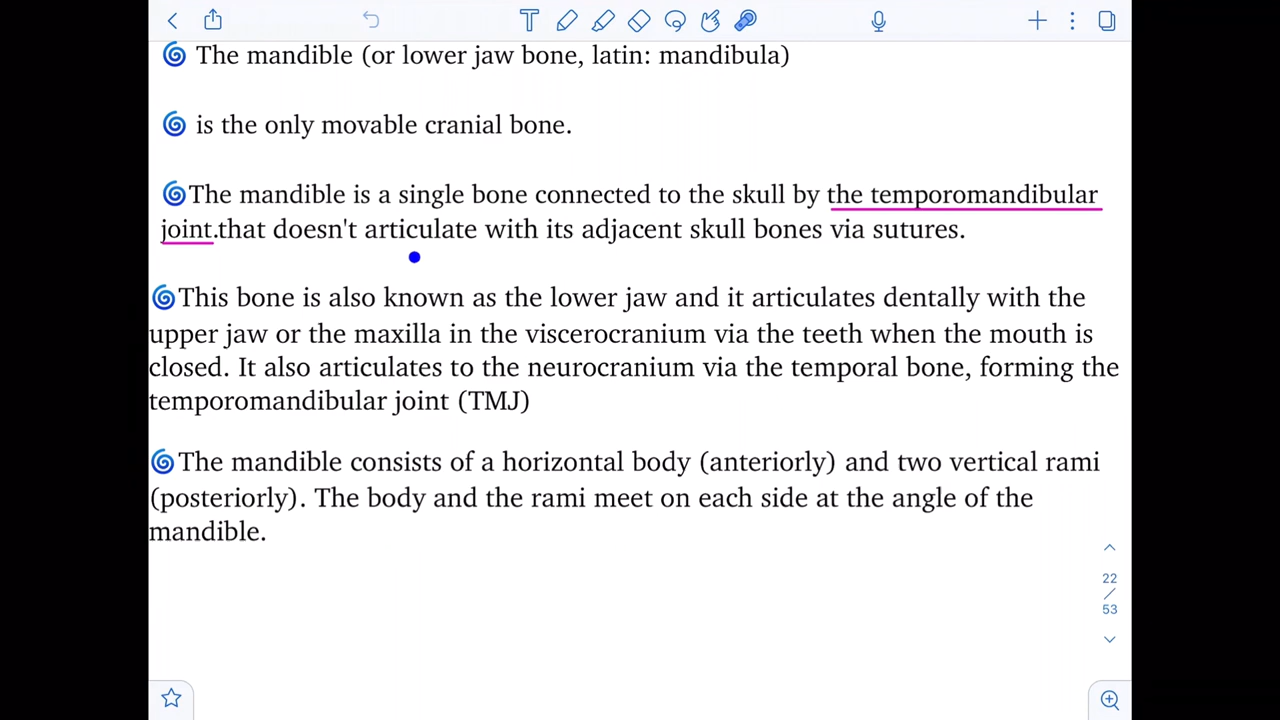 🌀 The mandible (or lower jaw bone, latin: mandibula)
🌀 is the only movable cranial bone.
🌀The mandible is a single bone connected to the skull by the temporomandibular
joint.that doesn't articulate with its adjacent skull bones via sutures.
🌀This bone is also known as the lower jaw and it articulates dentally with the
upper jaw or the maxilla in the viscerocranium via the teeth when the mouth is
closed. It also articulates to the neurocranium via the temporal bone, forming the
temporomandibular joint (TMJ)
🌀The mandible consists of a horizontal body (anteriorly) and two vertical rami
(posteriorly). The body and the rami meet on each side at the angle of the
mandible.
22
/
53